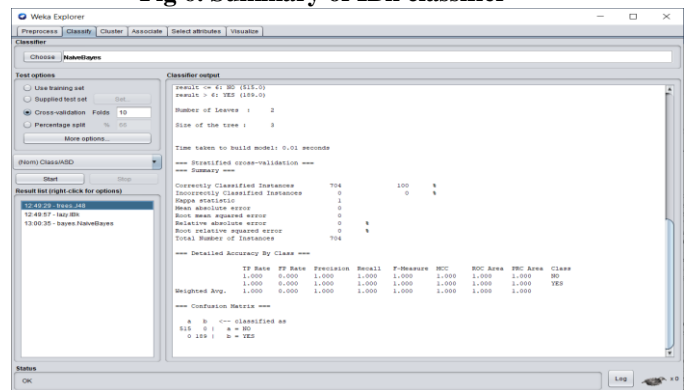 Fig 6. Summary of IBK classifier
Weka Explorer
Preprocess Classify Cluster Associate Select attributes Visualize
Classifier
Choose NaiveBayes
Test options
Use training set
Supplied test set Set...
Cross-validation Folds 10
Percentage split % 66
More options...
(Nom) Class/ASD
Start Stop
Result list (right-click for options)
12:49:29 - trees.J48
12:49:57 - lazy.IBk
13:00:35 - bayes.NaiveBayes
Classifier output
result <= 6: NO (515.0)
result > 6: YES (189.0)
Number of Leaves : 2
Size of the tree : 3
Time taken to build model: 0.01 seconds
=== Stratified cross-validation ===
=== Summary ===
Correctly Classified Instances 704 100 %
Incorrectly Classified Instances 0 0 %
Kappa statistic 1
Mean absolute error 0
Root mean squared error 0
Relative absolute error 0 %
Root relative squared error 0 %
Total Number of Instances 704
=== Detailed Accuracy By Class ===
TP Rate FP Rate Precision Recall F-Measure MCC ROC Area PRC Area Class
1.000 0.000 1.000 1.000 1.000 1.000 1.000 1.000 NO
1.000 0.000 1.000 1.000 1.000 1.000 1.000 1.000 YES
Weighted Avg. 1.000 0.000 1.000 1.000 1.000 1.000 1.000 1.000
=== Confusion Matrix ===
a b <-- classified as
515 0 | a = NO
0 189 | b = YES
Status
OK
Log
x 0